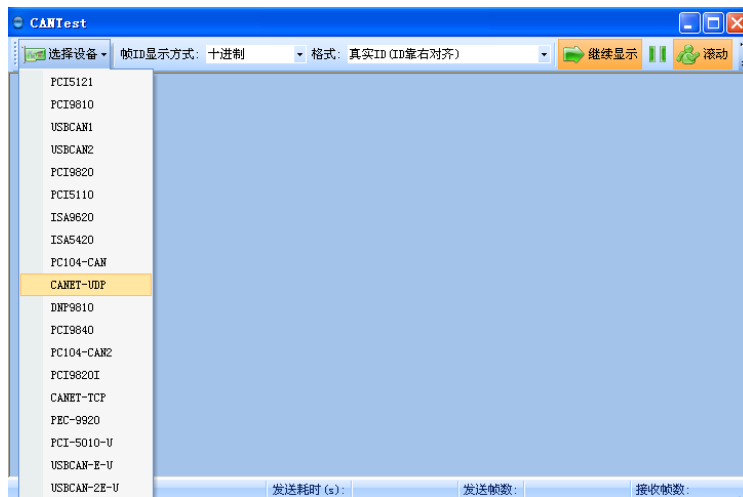 CANTest
选择设备 帧ID显示方式: 十进制 格式: 真实ID(ID靠右对齐) 继续显示 滚动
PCI5121
PCI9810
USBCAN1
USBCAN2
PCI9820
PCI5110
ISA9620
ISA5420
PC104-CAN
CANET-UDP
DNP9810
PCI9840
PC104-CAN2
PCI9820I
CANET-TCP
PEC-9920
PCI-5010-U
USBCAN-E-U
USBCAN-2E-U
发送耗时(s): 发送帧数: 接收帧数: